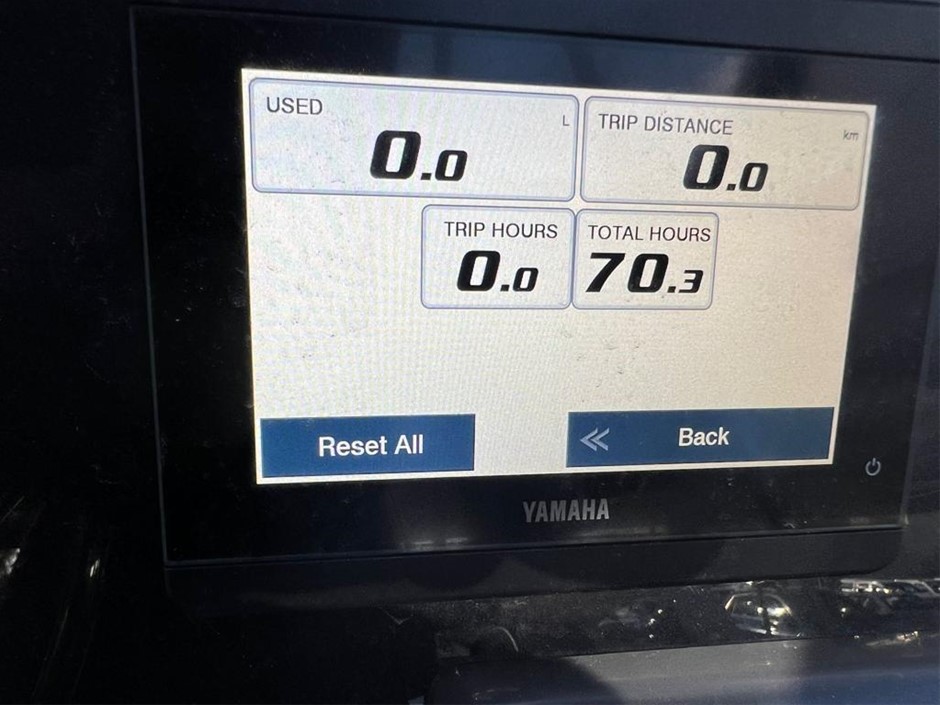 USED
L
0.0
TRIP DISTANCE
km
0.0
TRIP HOURS
0.0
TOTAL HOURS
70.3
Reset All
Back
YAMAHA